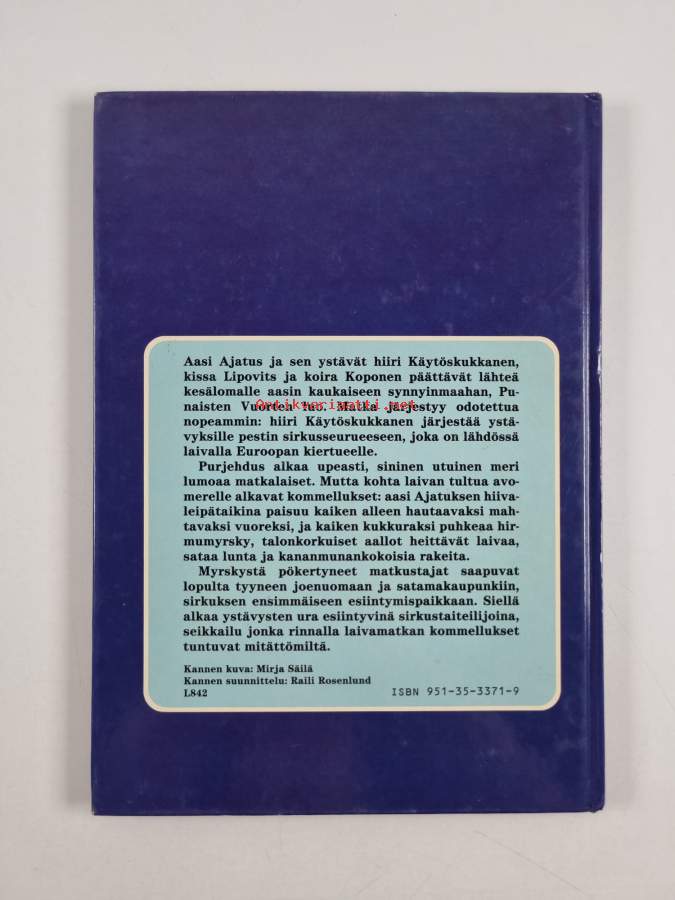 Aasi Ajatus ja sen ystävät hiiri Käytöskukkanen,
kissa Lipovits ja koira Koponen päättävät lähteä
kesälomalle aasin kaukaiseen synnyinmaahan, Pu-
naisten Vuorten luo. Matka järjestyy odotettua
Antikvariaatti.net
nopeammin: hiiri Käytöskukkanen järjestää ystä-
vyksille pestin sirkusseurueeseen, joka on lähdössä
laivalla Euroopan kiertueelle.
Purjehdus alkaa upeasti, sininen utuinen meri
lumoaa matkalaiset. Mutta kohta laivan tultua avo-
merelle alkavat kommellukset: aasi Ajatuksen hiiva-
leipätaikina paisuu kaiken alleen hautaavaksi mah-
tavaksi vuoreksi, ja kaiken kukkuraksi puhkeaa hir-
mumyrsky, talonkorkuiset aallot heittävät laivaa,
sataa lunta ja kananmunankokoisia rakeita.
Myrskystä pökertyneet matkustajat saapuvat
lopulta tyyneen joenuomaan ja satamakaupunkiin,
sirkuksen ensimmäiseen esiintymispaikkaan. Siellä
alkaa ystävysten ura esiintyvinä sirkustaiteilijoina,
seikkailu jonka rinnalla laivamatkan kommellukset
tuntuvat mitättömiltä.
Kannen kuva: Mirja Säilä
Kannen suunnittelu: Raili Rosenlund
L842
ISBN 951-35-3371-9